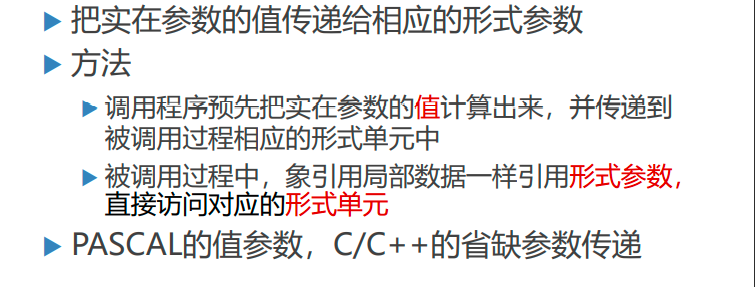 把实在参数的值传递给相应的形式参数
方法
调用程序预先把实在参数的值计算出来，并传递到
被调用过程相应的形式单元中
被调用过程中，象引用局部数据一样引用形式参数，
直接访问对应的形式单元
PASCAL的值参数，C/C++的省缺参数传递